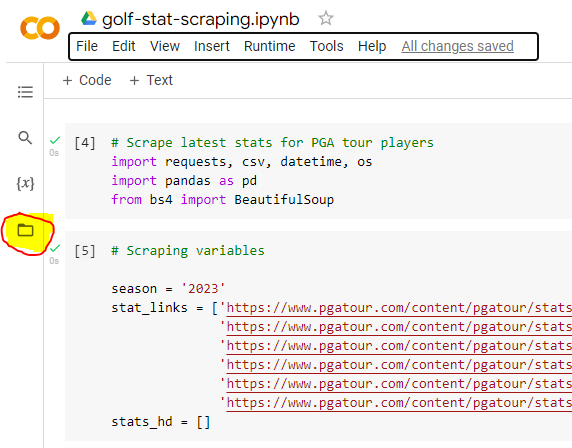 golf-stat-scraping.ipynb
File Edit View Insert Runtime Tools Help All changes saved
+ Code + Text
[4] # Scrape latest stats for PGA tour players
0s import requests, csv, datetime, os
import pandas as pd
{x} from bs4 import BeautifulSoup
[5] # Scraping variables
0s
season = '2023'
stat_links = ['https://www.pgatour.com/content/pgatour/stats
'https://www.pgatour.com/content/pgatour/stats
'https://www.pgatour.com/content/pgatour/stats
'https://www.pgatour.com/content/pgatour/stats
'https://www.pgatour.com/content/pgatour/stats
'https://www.pgatour.com/content/pgatour/stats
stats_hd = []